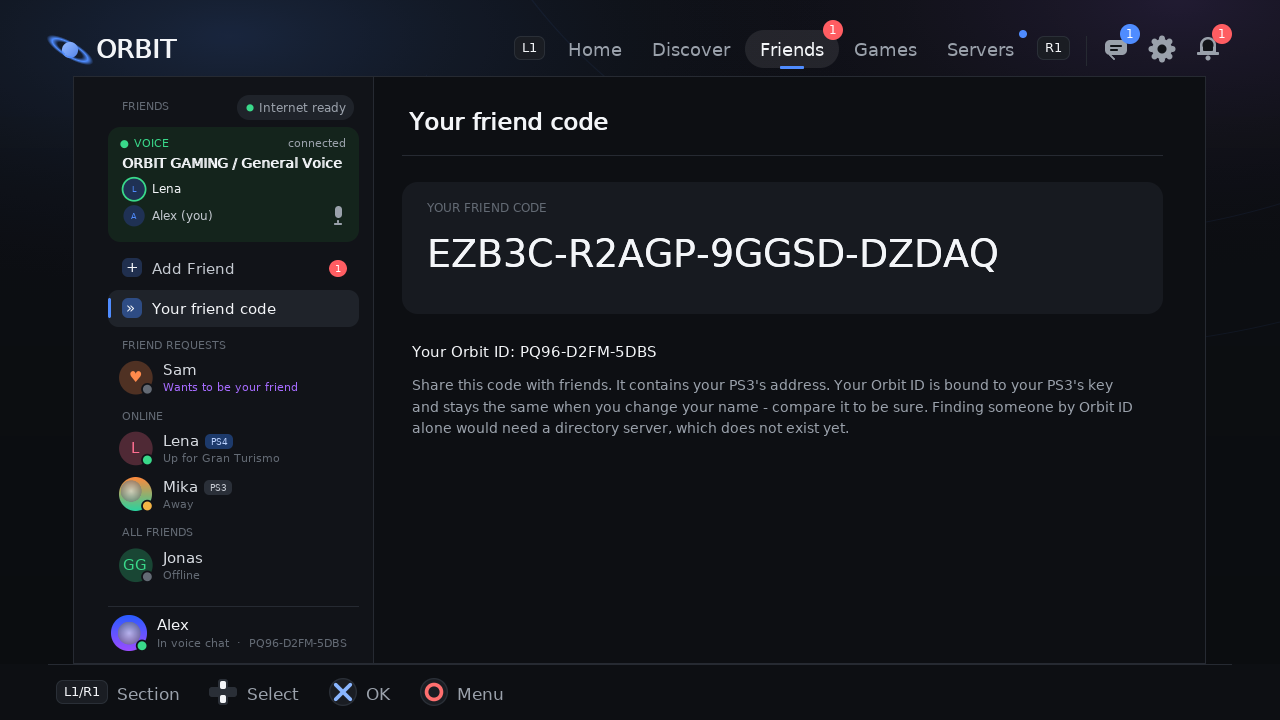 ORBIT
L1 Home Discover Friends 1 Games Servers R1 1 1
FRIENDS Internet ready
VOICE connected
ORBIT GAMING / General Voice
L Lena
A Alex (you)
+ Add Friend 1
» Your friend code
FRIEND REQUESTS
Sam
Wants to be your friend
ONLINE
L Lena PS4
Up for Gran Turismo
Mika PS3
Away
ALL FRIENDS
GG Jonas
Offline
Alex
In voice chat · PQ96-D2FM-5DBS
Your friend code
YOUR FRIEND CODE
EZB3C-R2AGP-9GGSD-DZDAQ
Your Orbit ID: PQ96-D2FM-5DBS
Share this code with friends. It contains your PS3's address. Your Orbit ID is bound to your PS3's key
and stays the same when you change your name - compare it to be sure. Finding someone by Orbit ID
alone would need a directory server, which does not exist yet.
L1/R1 Section Select OK Menu